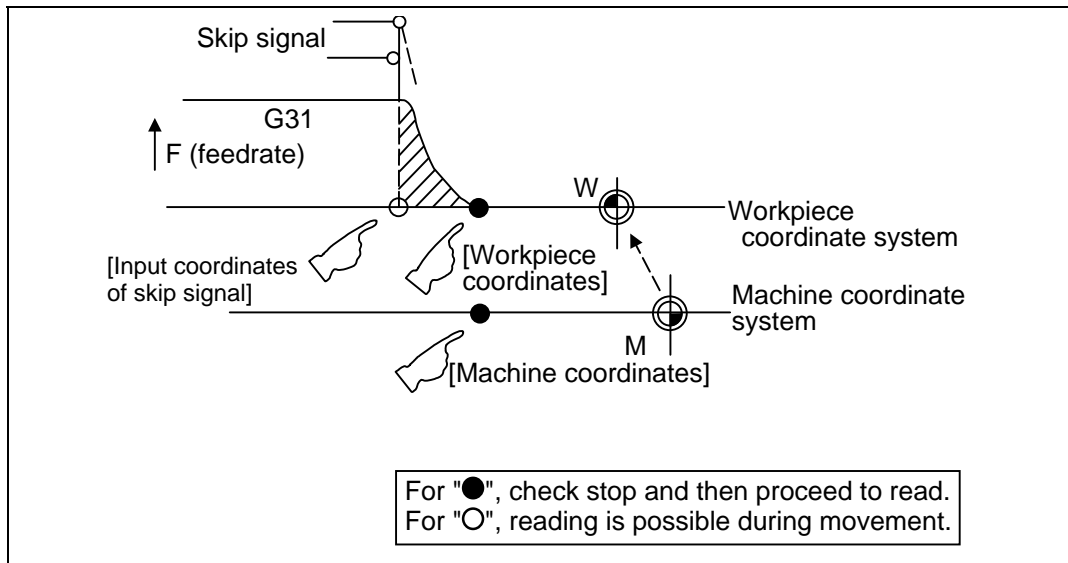 Skip signal
G31
F (feedrate)
W
Workpiece
coordinate system
[Input coordinates
of skip signal]
[Workpiece
coordinates]
Machine coordinate
system
M
[Machine coordinates]
For "●", check stop and then proceed to read.
For "○", reading is possible during movement.